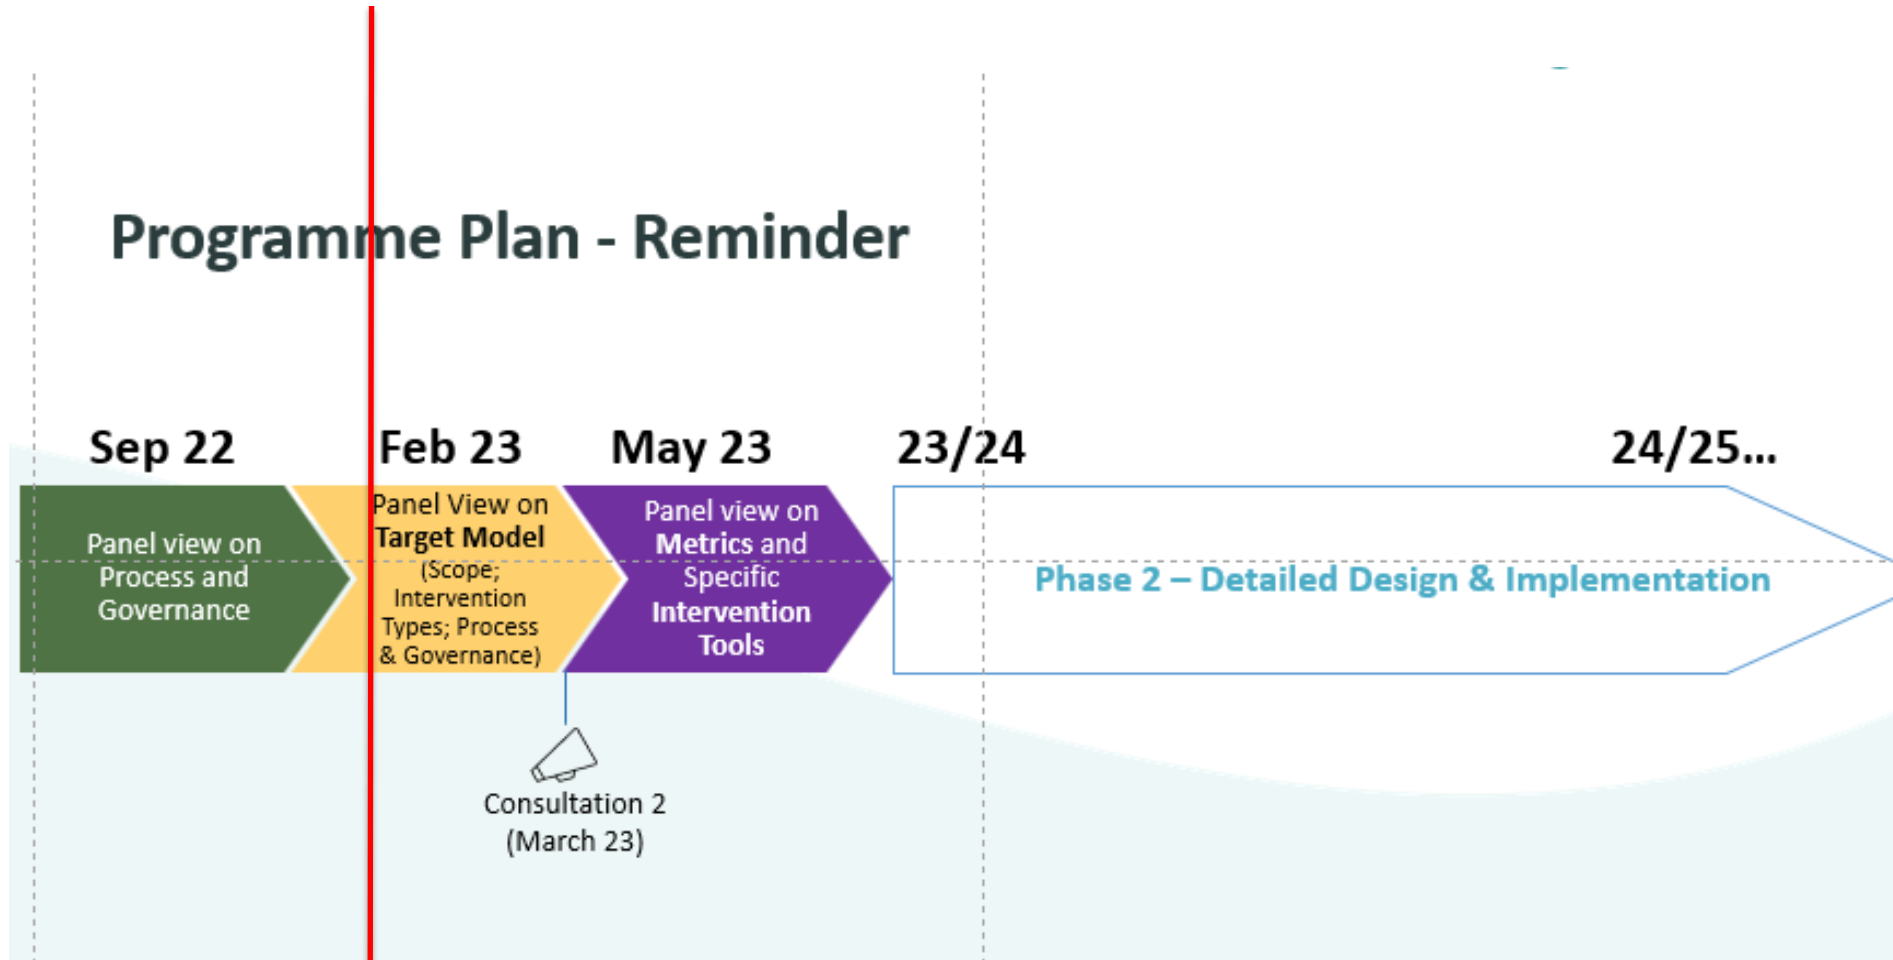 Programme Plan - Reminder
Sep 22
Feb 23
May 23
23/24
24/25...
Panel view on
Process and
Governance
Panel View on
Target Model
(Scope;
Intervention
Types; Process
& Governance)
Panel view on
Metrics and
Specific
Intervention
Tools
Phase 2 – Detailed Design & Implementation
Consultation 2
(March 23)